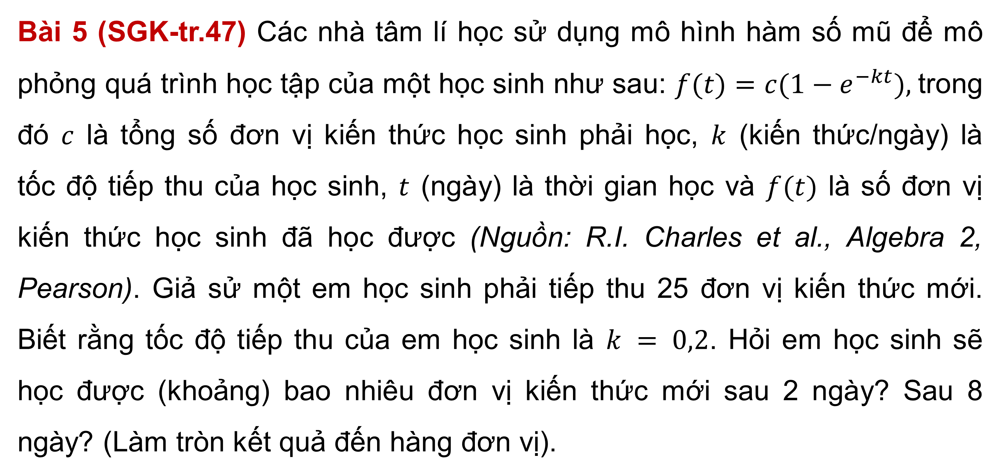 Bài 5 (SGK-tr.47) Các nhà tâm lí học sử dụng mô hình hàm số mũ để mô
phỏng quá trình học tập của một học sinh như sau: f(t) = c(1 − e^{−kt}), trong
đó c là tổng số đơn vị kiến thức học sinh phải học, k (kiến thức/ngày) là
tốc độ tiếp thu của học sinh, t (ngày) là thời gian học và f(t) là số đơn vị
kiến thức học sinh đã học được (Nguồn: R.I. Charles et al., Algebra 2,
Pearson). Giả sử một em học sinh phải tiếp thu 25 đơn vị kiến thức mới.
Biết rằng tốc độ tiếp thu của em học sinh là k = 0,2. Hỏi em học sinh sẽ
học được (khoảng) bao nhiêu đơn vị kiến thức mới sau 2 ngày? Sau 8
ngày? (Làm tròn kết quả đến hàng đơn vị).